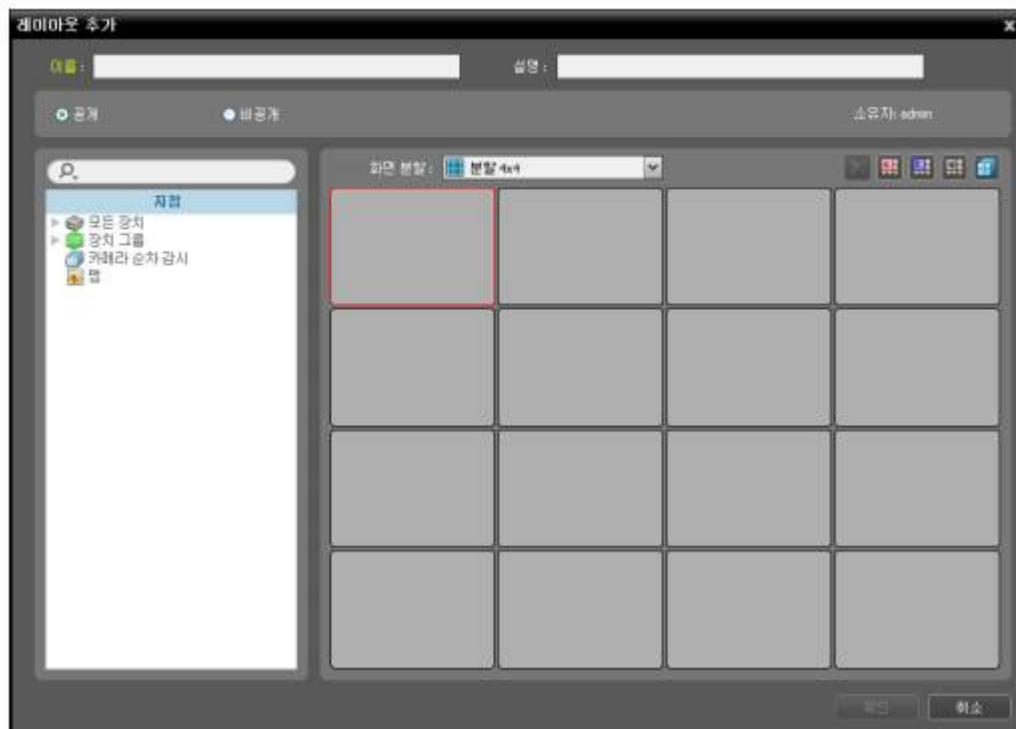 레이아웃 추가
이름 :
설명 :
공개
비공개
소유자: admin
화면 분할 :
분할 4x4
지점
모든 장치
장치 그룹
카메라 순차 감시
맵
확인
취소